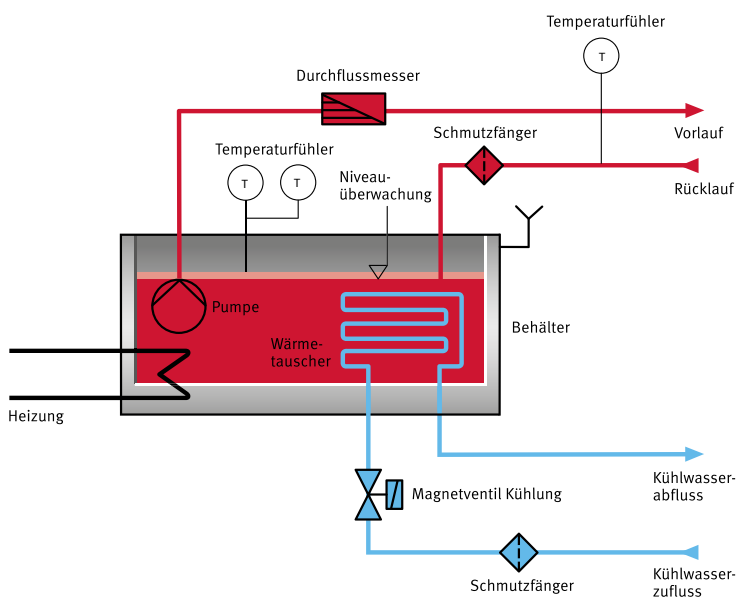 Temperaturfühler
T
Durchflussmesser
Schmutzfänger
Vorlauf
Temperaturfühler
T
T
Niveau-
überwachung
Rücklauf
Pumpe
Behälter
Wärme-
tauscher
Heizung
Kühlwasser-
abfluss
Magnetventil Kühlung
Schmutzfänger
Kühlwasser-
zufluss